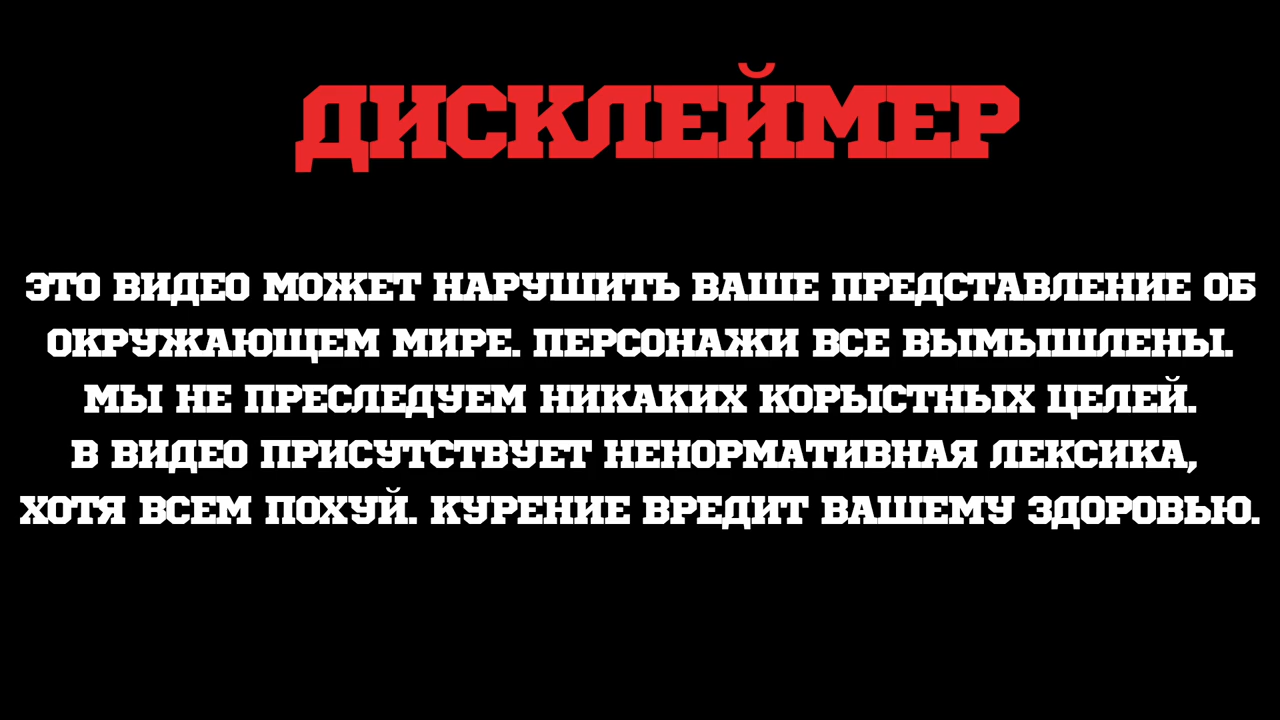 ДИСКЛЕЙМЕР
ЭТО ВИДЕО МОЖЕТ НАРУШИТЬ ВАШЕ ПРЕДСТАВЛЕНИЕ ОБ
ОКРУЖАЮЩЕМ МИРЕ. ПЕРСОНАЖИ ВСЕ ВЫМЫШЛЕНЫ.
МЫ НЕ ПРЕСЛЕДУЕМ НИКАКИХ КОРЫСТНЫХ ЦЕЛЕЙ.
В ВИДЕО ПРИСУТСТВУЕТ НЕНОРМАТИВНАЯ ЛЕКСИКА,
ХОТЯ ВСЕМ ПОХУЙ. КУРЕНИЕ ВРЕДИТ ВАШЕМУ ЗДОРОВЬЮ.